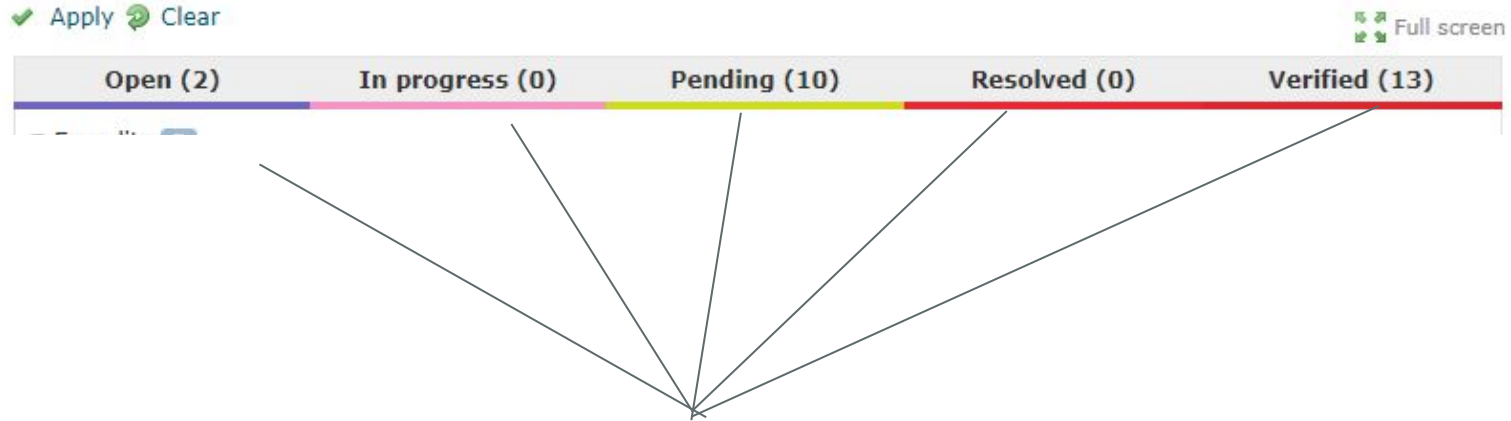 Apply Clear
Full screen
Open (2) In progress (0) Pending (10) Resolved (0) Verified (13)